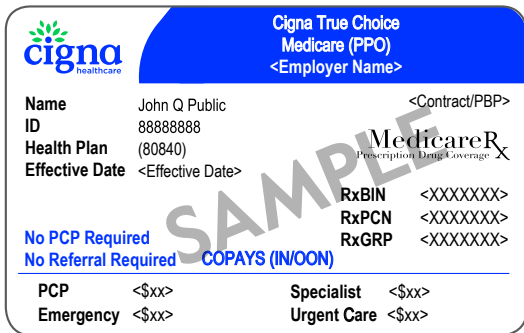 cigna
healthcare
Cigna True Choice
Medicare (PPO)
<Employer Name>
Name John Q Public
ID 88888888
Health Plan (80840)
Effective Date <Effective Date>
<Contract/PBP>
MedicareRx
Prescription Drug Coverage
RxBIN <XXXXXXX>
RxPCN <XXXXXXX>
RxGRP <XXXXXXX>
SAMPLE
No PCP Required
No Referral Required COPAYS (IN/OON)
PCP <$xx> Specialist <$xx>
Emergency <$xx> Urgent Care <$xx>